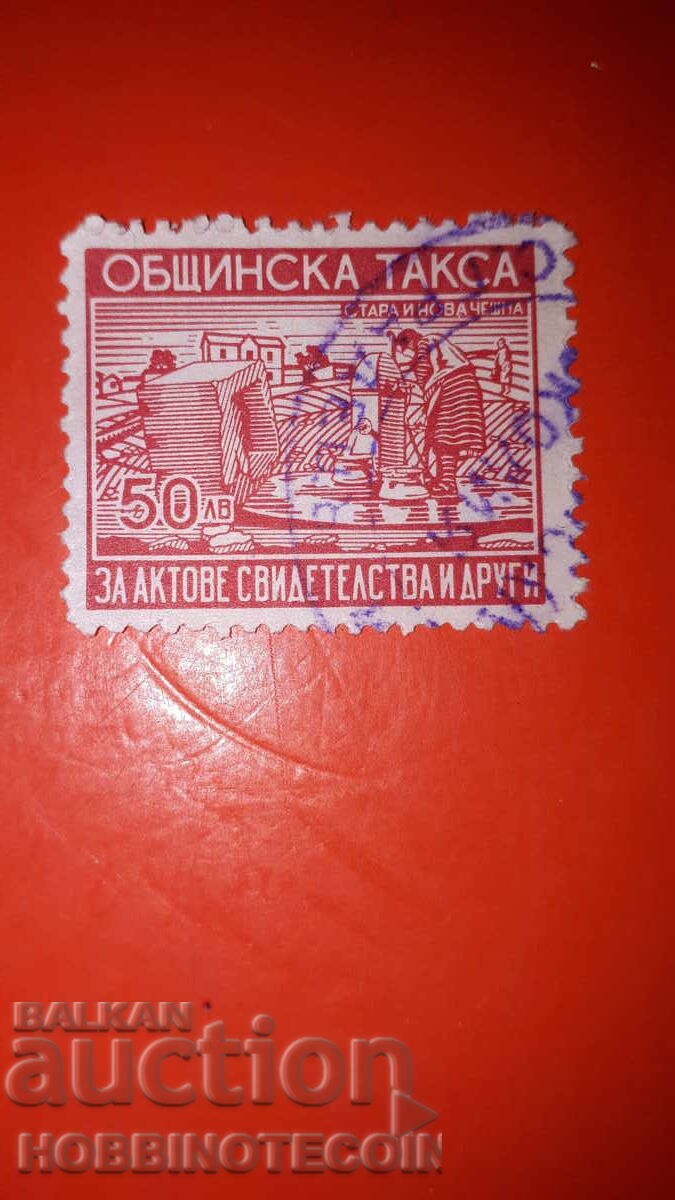 ОБЩИНСКА ТАКСА
СТАРА И НОВА ЧЕШМА
50 ЛВ
ЗА АКТОВЕ СВИДЕТЕЛСТВА И ДРУГИ
BALKAN
auction
HOBBINOTECOIN